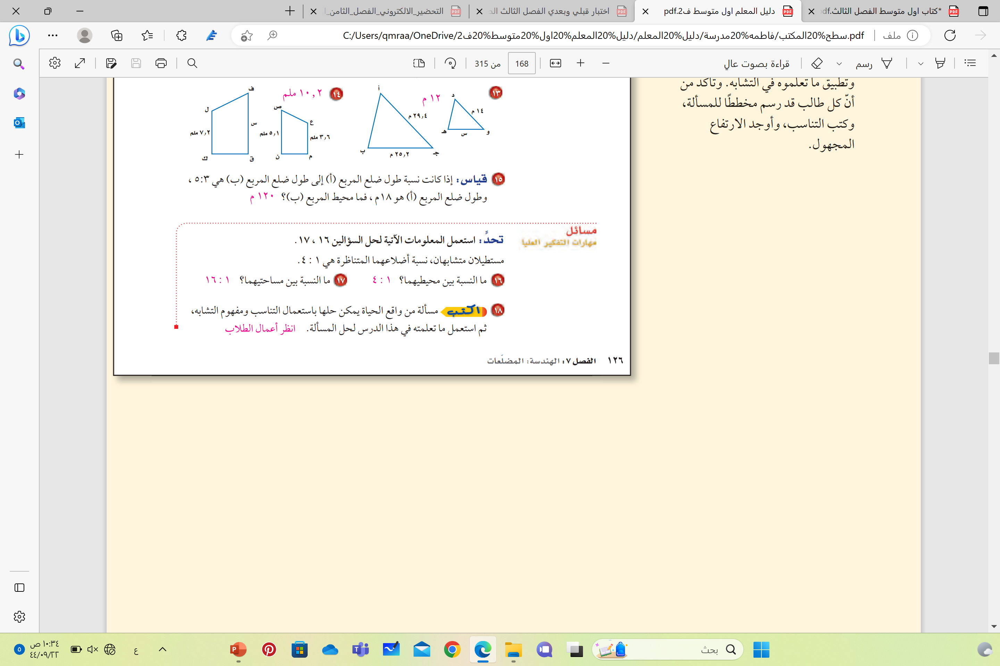 *كتاب اول متوسط الفصل الثالث.pdf
دليل المعلم اول متوسط ف2.pdf
اختبار قبلي وبعدي الفصل الثالث
التحضير_الالكتروني_الفصل_الثامن_
ملف
C:/Users/qmraa/OneDrive/سطح%20المكتب/فاطمه%20مدرسة/دليل%20المعلم/دليل%20المعلم%20اول%20متوسط%20ف2.pdf
قراءة بصوت عالٍ
رسم
168
من 315
وتطبيق ما تعلموه في التشابه. وتأكد من
أنّ كل طالب قد رسم مخططًا للمسألة،
وكتب التناسب، وأوجد الارتفاع
المجهول.
١٣
١٢ م
د
١٤ م
هـ
س
و
أ
٢٩٫٤ م
ب
٢٥٫٢ م
جـ
١٤
١٠٫٢ ملم
ص
ع
٥٫١ ملم
٣٫٦ ملم
ن
م
ف
ل
س
٧٫٢ ملم
ك
ق
١٥ قياس: إذا كانت نسبة طول ضلع المربع (أ) إلى طول ضلع المربع (ب) هي ٥:٣ ،
وطول ضلع المربع (أ) هو ١٨م ، فما محيط المربع (ب)؟ ١٢٠ م
مسائل
مهارات التفكير العليا
تحدٍّ: استعمل المعلومات الآتية لحل السؤالين ١٦ ، ١٧.
مستطيلان متشابهان، نسبة أضلاعهما المتناظرة هي ١ : ٤.
١٦ ما النسبة بين محيطيهما؟ ١ : ٤
١٧ ما النسبة بين مساحتيهما؟ ١ : ١٦
١٨ اكتب مسألة من واقع الحياة يمكن حلها باستعمال التناسب ومفهوم التشابه،
ثم استعمل ما تعلمته في هذا الدرس لحل المسألة. انظر أعمال الطلاب
١٢٦ الفصل ٧: الهندسة: المضلّعات
بحث
ع
١٠:٣٤ ص
٤٤/٠٩/٢٢
٥